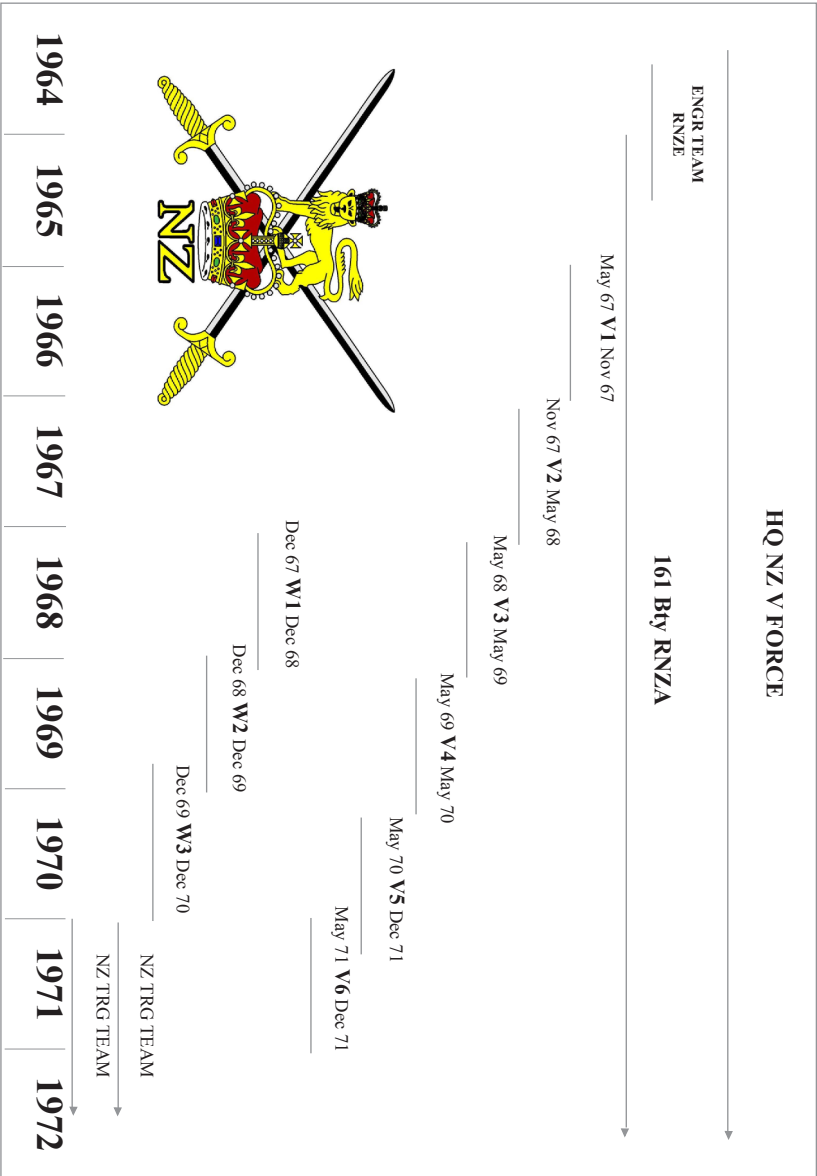 HQ NZ V FORCE
ENGR TEAM
RNZE
161 Bty RNZA
May 67 V1 Nov 67
Nov 67 V2 May 68
May 68 V3 May 69
May 69 V4 May 70
May 70 V5 Dec 71
May 71 V6 Dec 71
Dec 67 W1 Dec 68
Dec 68 W2 Dec 69
Dec 69 W3 Dec 70
NZ TRG TEAM
NZ TRG TEAM
NZ
1964 1965 1966 1967 1968 1969 1970 1971 1972